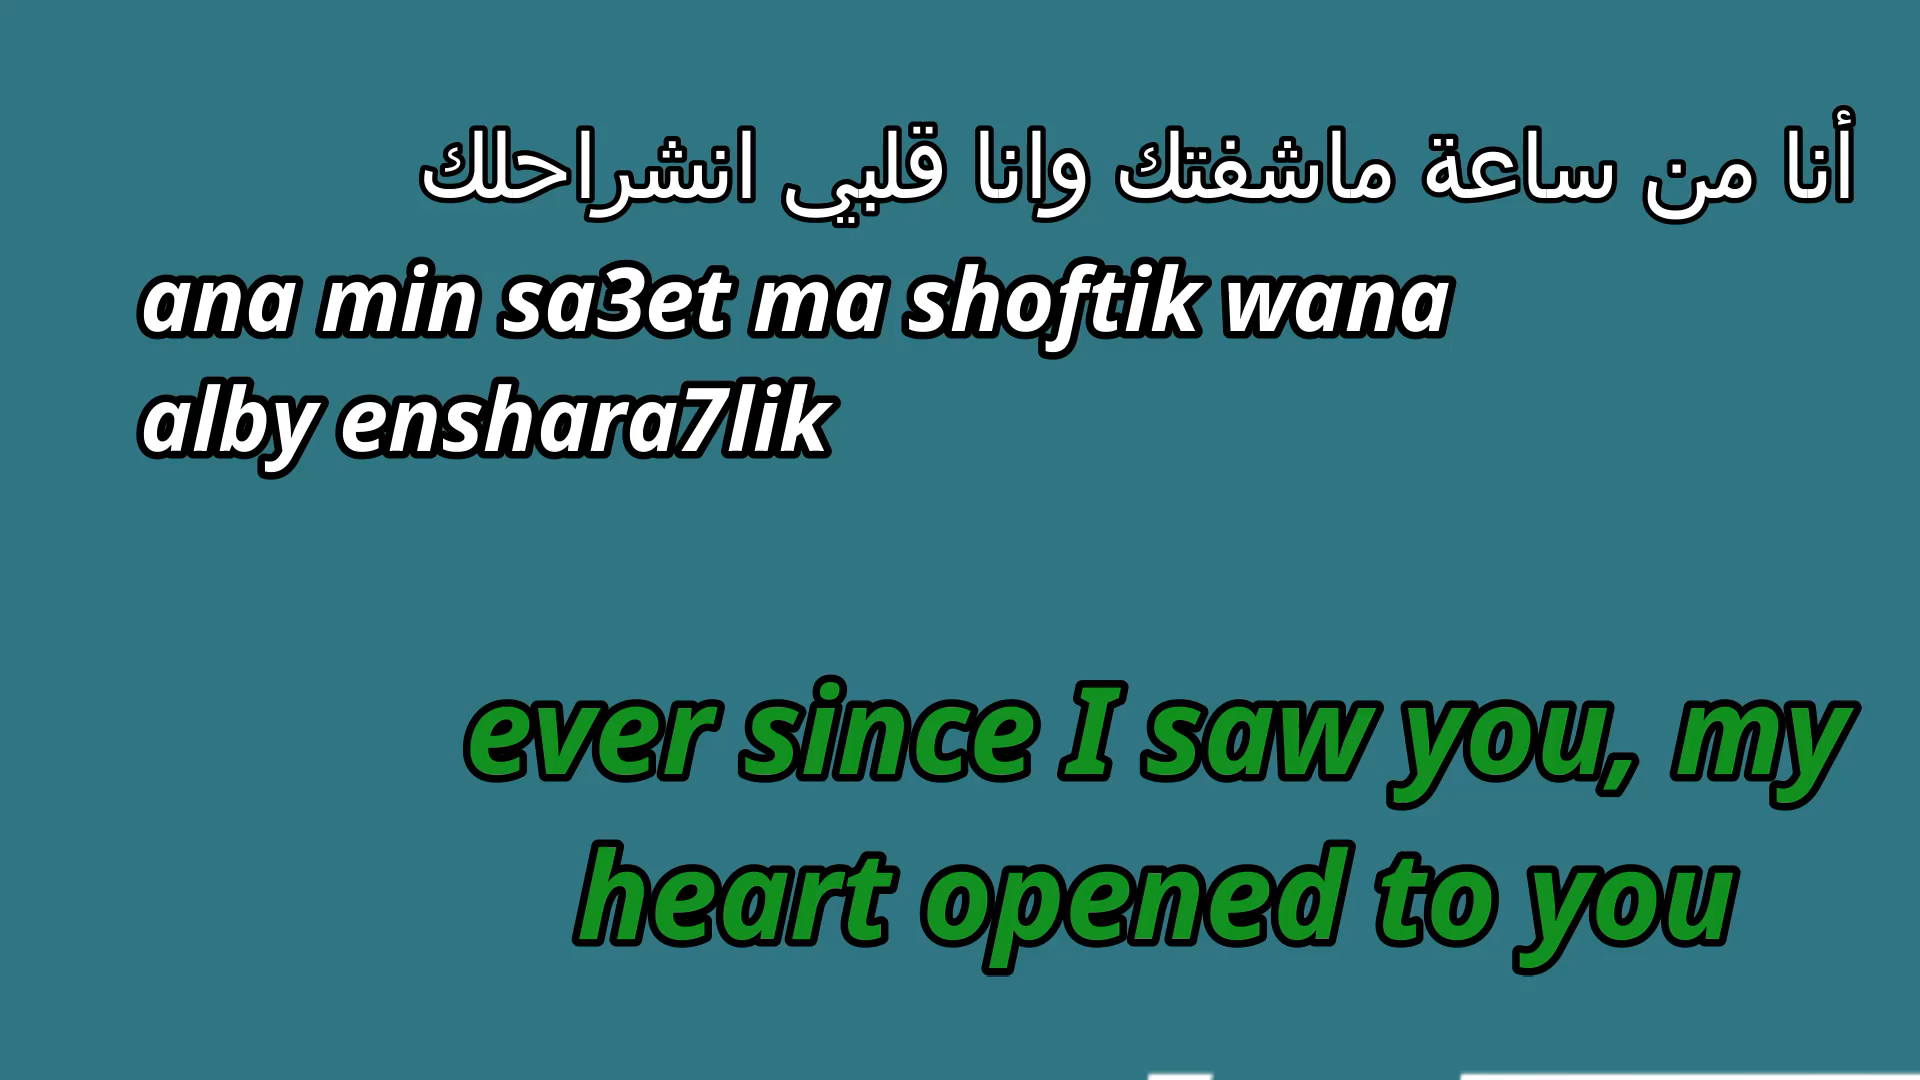 أنا من ساعة ماشفتك وانا قلبي انشراحلك
ana min sa3et ma shoftik wana
alby enshara7lik
ever since I saw you, my
heart opened to you